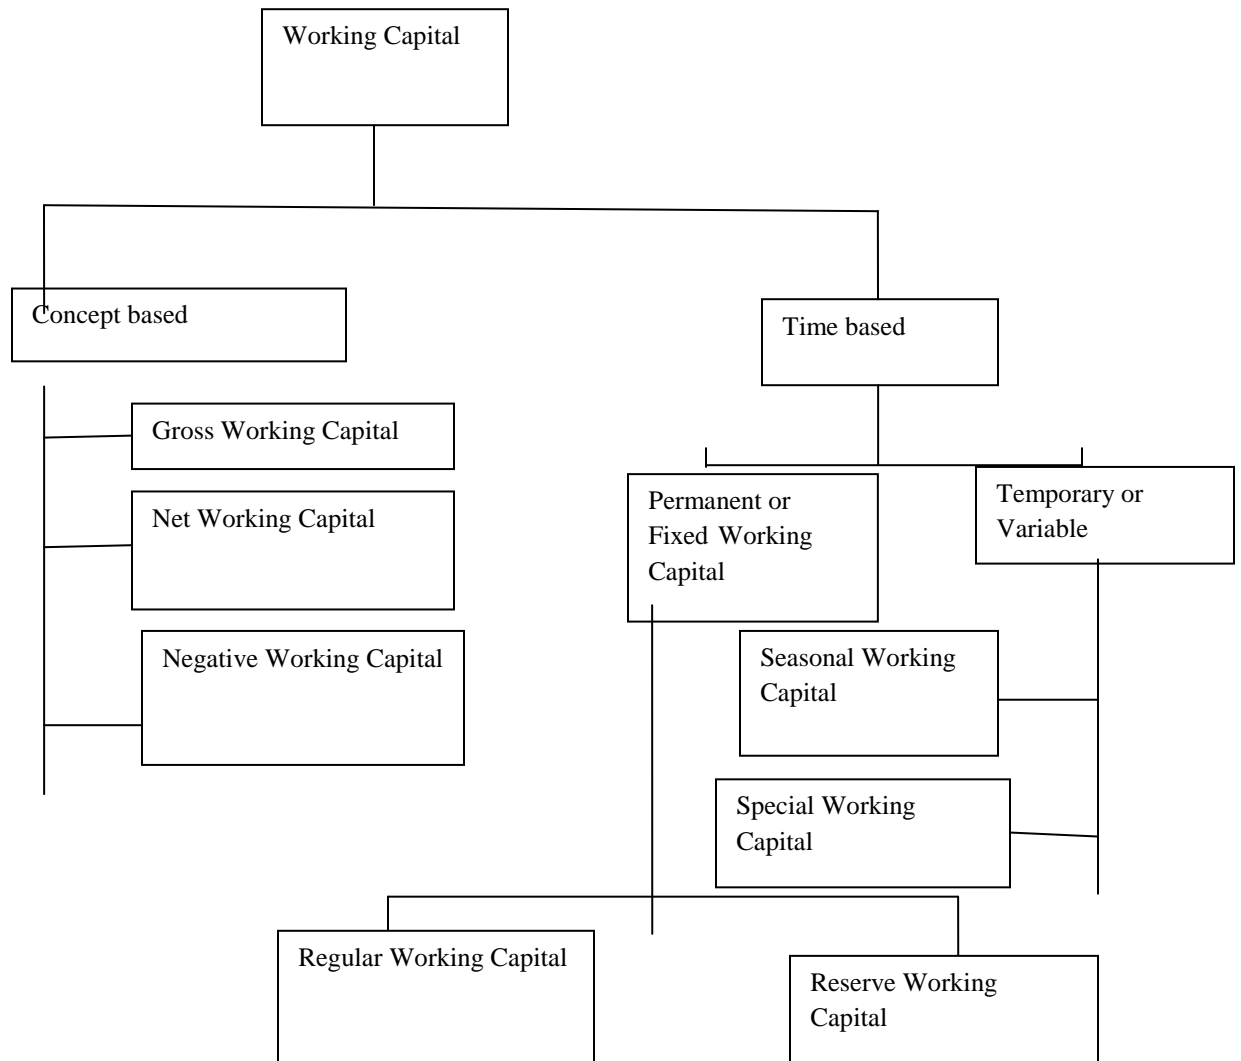 Working Capital
Concept based
Time based
Gross Working Capital
Net Working Capital
Negative Working Capital
Permanent or
Fixed Working
Capital
Temporary or
Variable
Seasonal Working
Capital
Special Working
Capital
Regular Working Capital
Reserve Working
Capital